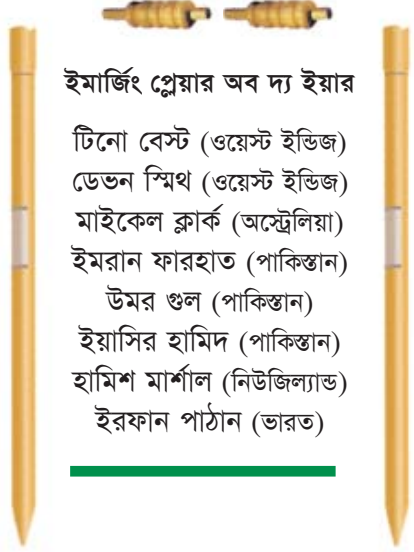 ইমার্জিং প্লেয়ার অব দ্য ইয়ার
টিনো বেস্ট (ওয়েস্ট ইন্ডিজ)
ডেভন স্মিথ (ওয়েস্ট ইন্ডিজ)
মাইকেল ক্লার্ক (অস্ট্রেলিয়া)
ইমরান ফারহাত (পাকিস্তান)
উমর গুল (পাকিস্তান)
ইয়াসির হামিদ (পাকিস্তান)
হামিশ মার্শাল (নিউজিল্যান্ড)
ইরফান পাঠান (ভারত)